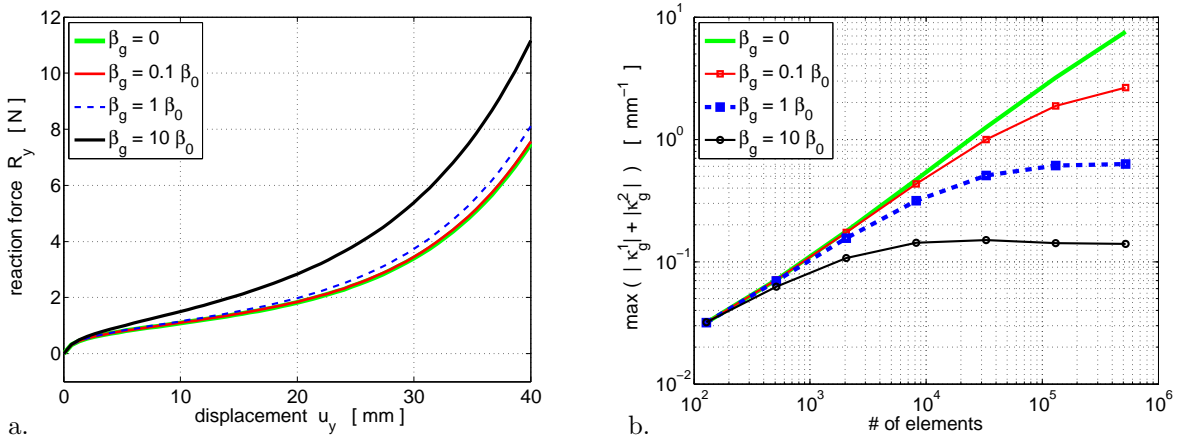 12
10
8
6
4
2
0
reaction force R_y [ N ]
β_g = 0
β_g = 0.1 β_0
β_g = 1 β_0
β_g = 10 β_0
0 10 20 30 40
displacement u_y [ mm ]
a.
10^1
10^0
10^−1
10^−2
max ( |κ_g^1| + |κ_g^2| ) [ mm^−1 ]
β_g = 0
β_g = 0.1 β_0
β_g = 1 β_0
β_g = 10 β_0
10^2 10^3 10^4 10^5 10^6
# of elements
b.